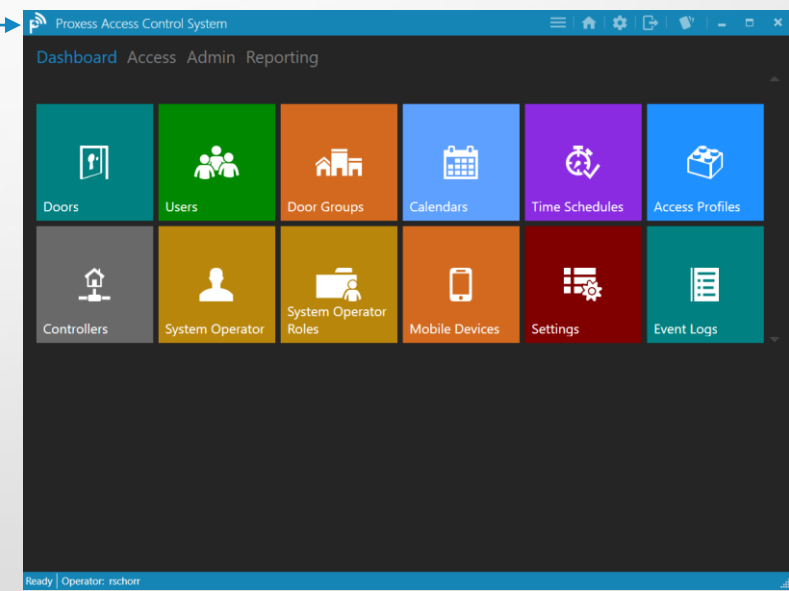 Proxess Access Control System
Dashboard Access Admin Reporting
Doors
Users
Door Groups
Calendars
Time Schedules
Access Profiles
Controllers
System Operator
System Operator
Roles
Mobile Devices
Settings
Event Logs
Ready Operator: rschorr